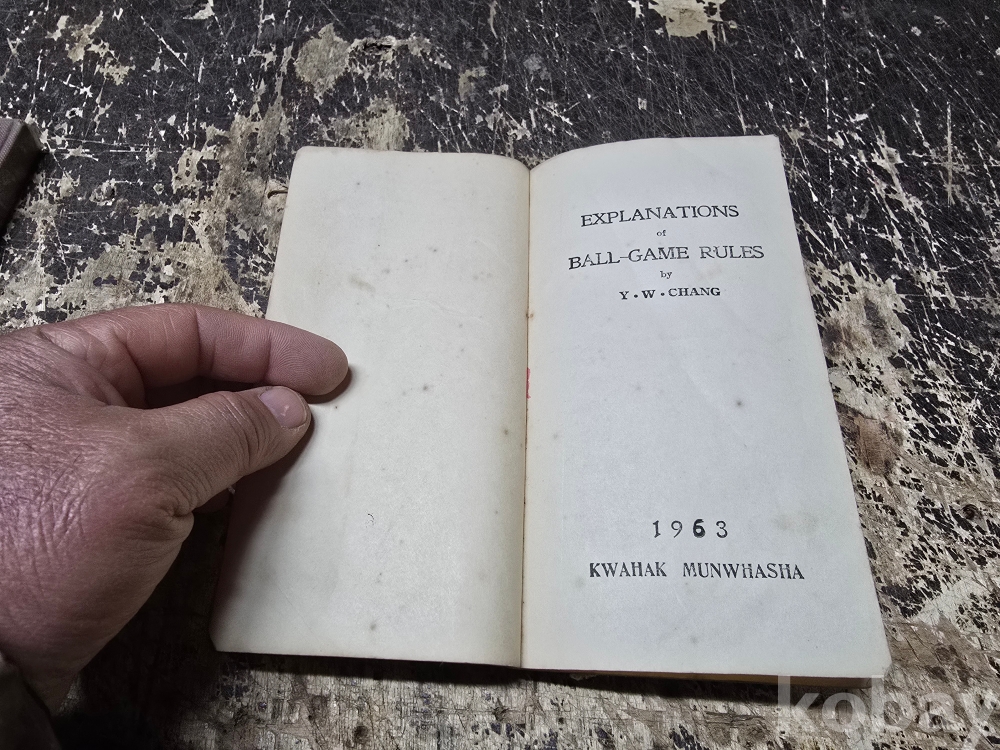 EXPLANATIONS
of
BALL-GAME RULES
by
Y・W・CHANG
1963
KWAHAK MUNWHASHA
kobay